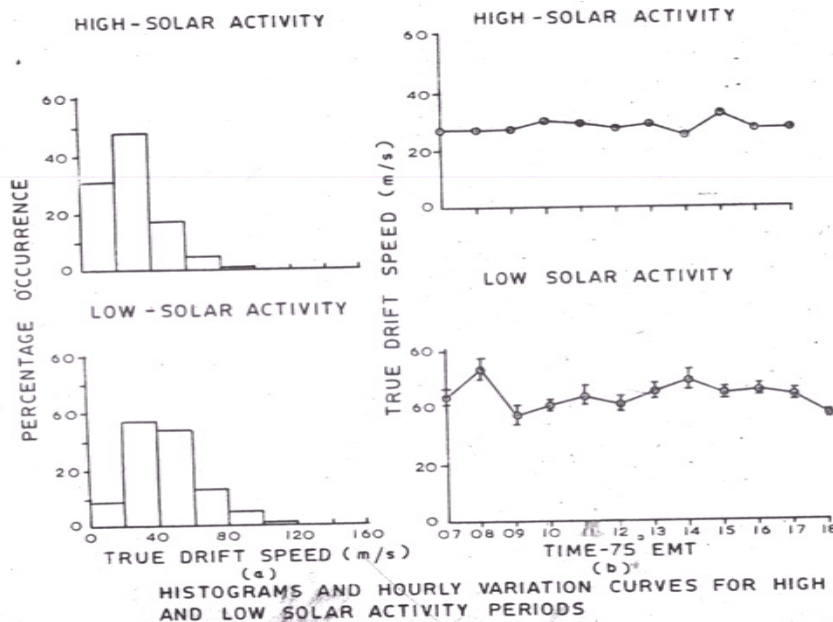 HIGH-SOLAR ACTIVITY
60
40
20
0
PERCENTAGE OCCURRENCE
LOW-SOLAR ACTIVITY
60
60
20
0
0 40 80 120 160
TRUE DRIFT SPEED (m/s)
(a)
HIGH-SOLAR ACTIVITY
60
40
20
0
TRUE DRIFT SPEED (m/s)
LOW SOLAR ACTIVITY
60
60
20
0
07 08 09 10 12 13 14 15 16 17 18
TIME-75° EMT
(b)
HISTOGRAMS AND HOURLY VARIATION CURVES FOR HIGH
AND LOW SOLAR ACTIVITY PERIODS